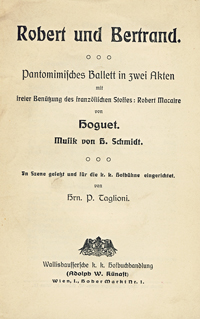 Robert und Bertrand.
Pantomimisches Ballett in zwei Akten
mit
freier Benützung des französischen Stoffes: Robert Macaire
von
Hoguet.
Musik von H. Schmidt.
In Szene gesetzt und für die k. k. Hofbühne eingerichtet.
von
Hrn. P. Taglioni.
Wallishaussersche k. k. Hofbuchhandlung
(Adolph W. Künast)
Wien, I., Hoher Markt Nr. 1.